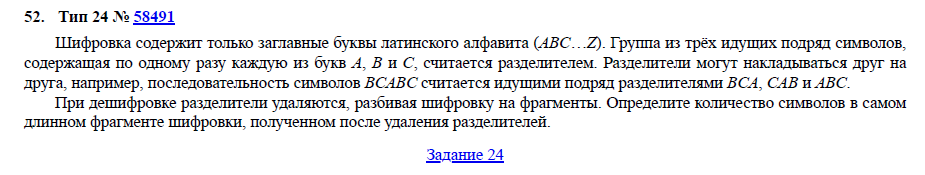 52. Тип 24 № 58491
Шифровка содержит только заглавные буквы латинского алфавита (ABC…Z). Группа из трёх идущих подряд символов,
содержащая по одному разу каждую из букв A, B и C, считается разделителем. Разделители могут накладываться друг на
друга, например, последовательность символов BCABC считается идущими подряд разделителями BCA, CAB и ABC.
При дешифровке разделители удаляются, разбивая шифровку на фрагменты. Определите количество символов в самом
длинном фрагменте шифровки, полученном после удаления разделителей.
Задание 24